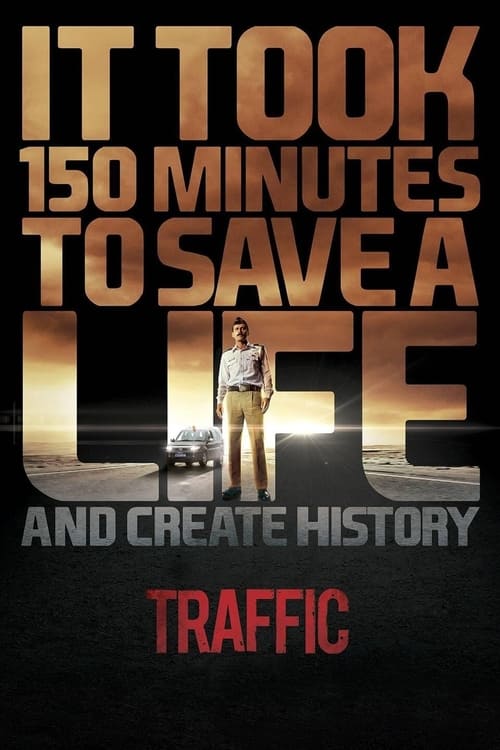 IT TOOK
150 MINUTES
TO SAVE A
LIFE
AND CREATE HISTORY
TRAFFIC